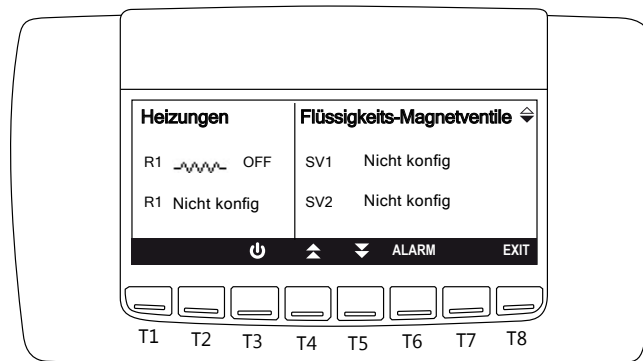 Heizungen
Flüssigkeits-Magnetventile
R1 OFF
SV1 Nicht konfig
R1 Nicht konfig
SV2 Nicht konfig
ALARM EXIT
T1 T2 T3 T4 T5 T6 T7 T8